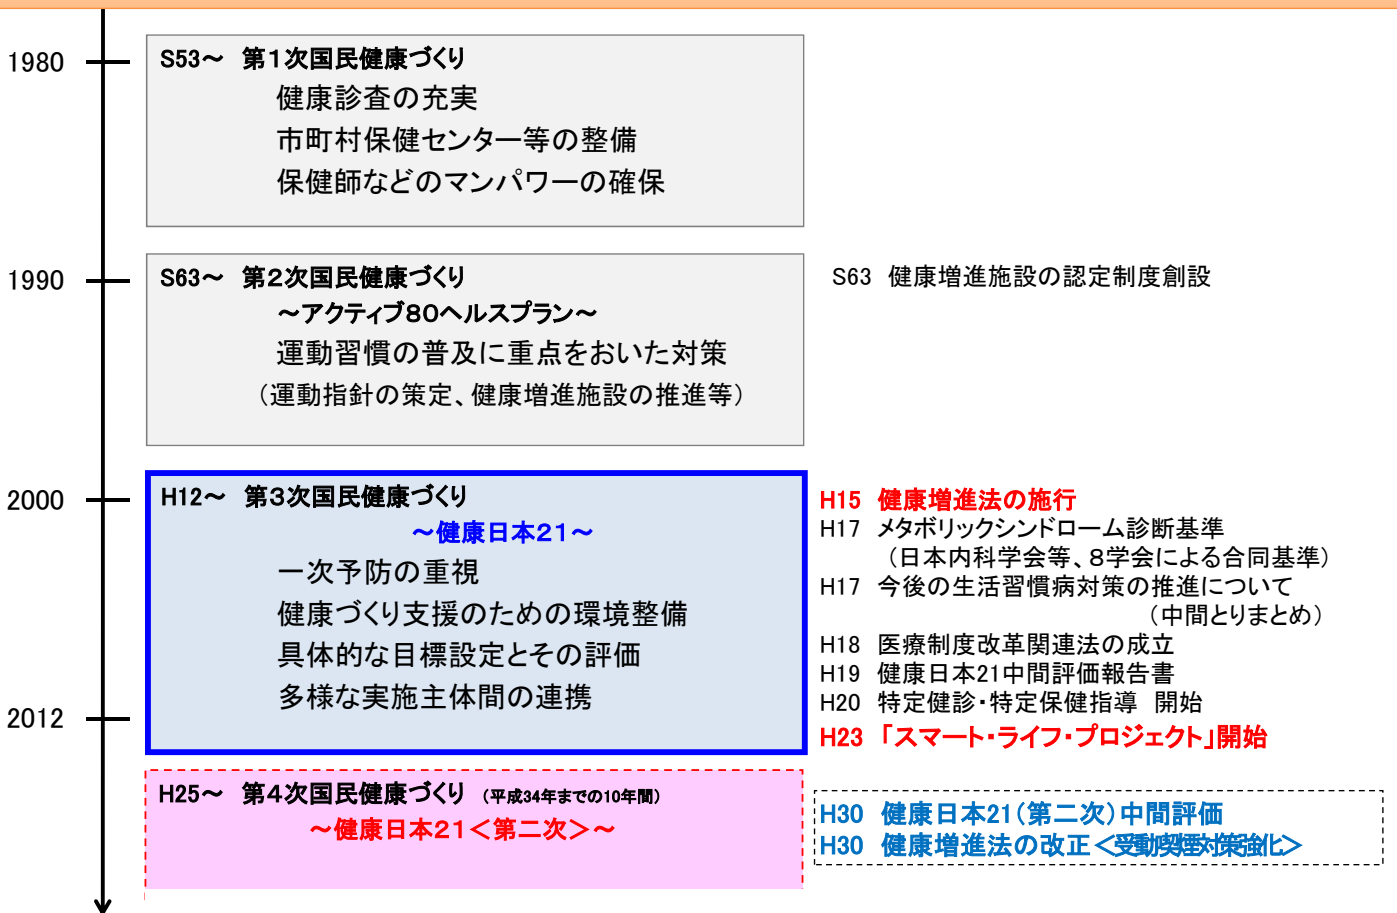 1980
S53～ 第１次国民健康づくり
健康診査の充実
市町村保健センター等の整備
保健師などのマンパワーの確保
1990
S63～ 第２次国民健康づくり
～アクティブ80ヘルスプラン～
運動習慣の普及に重点をおいた対策
（運動指針の策定、健康増進施設の推進等）
S63 健康増進施設の認定制度創設
2000
H12～ 第３次国民健康づくり
～健康日本２１～
一次予防の重視
健康づくり支援のための環境整備
具体的な目標設定とその評価
多様な実施主体間の連携
2012
H15 健康増進法の施行
H17 メタボリックシンドローム診断基準
（日本内科学会等、８学会による合同基準）
H17 今後の生活習慣病対策の推進について
（中間とりまとめ）
H18 医療制度改革関連法の成立
H19 健康日本21中間評価報告書
H20 特定健診・特定保健指導 開始
H23 「スマート・ライフ・プロジェクト」開始
H25～ 第４次国民健康づくり （平成34年までの10年間）
～健康日本２１＜第二次＞～
H30 健康日本21（第二次）中間評価
H30 健康増進法の改正＜受動喫煙対策強化＞